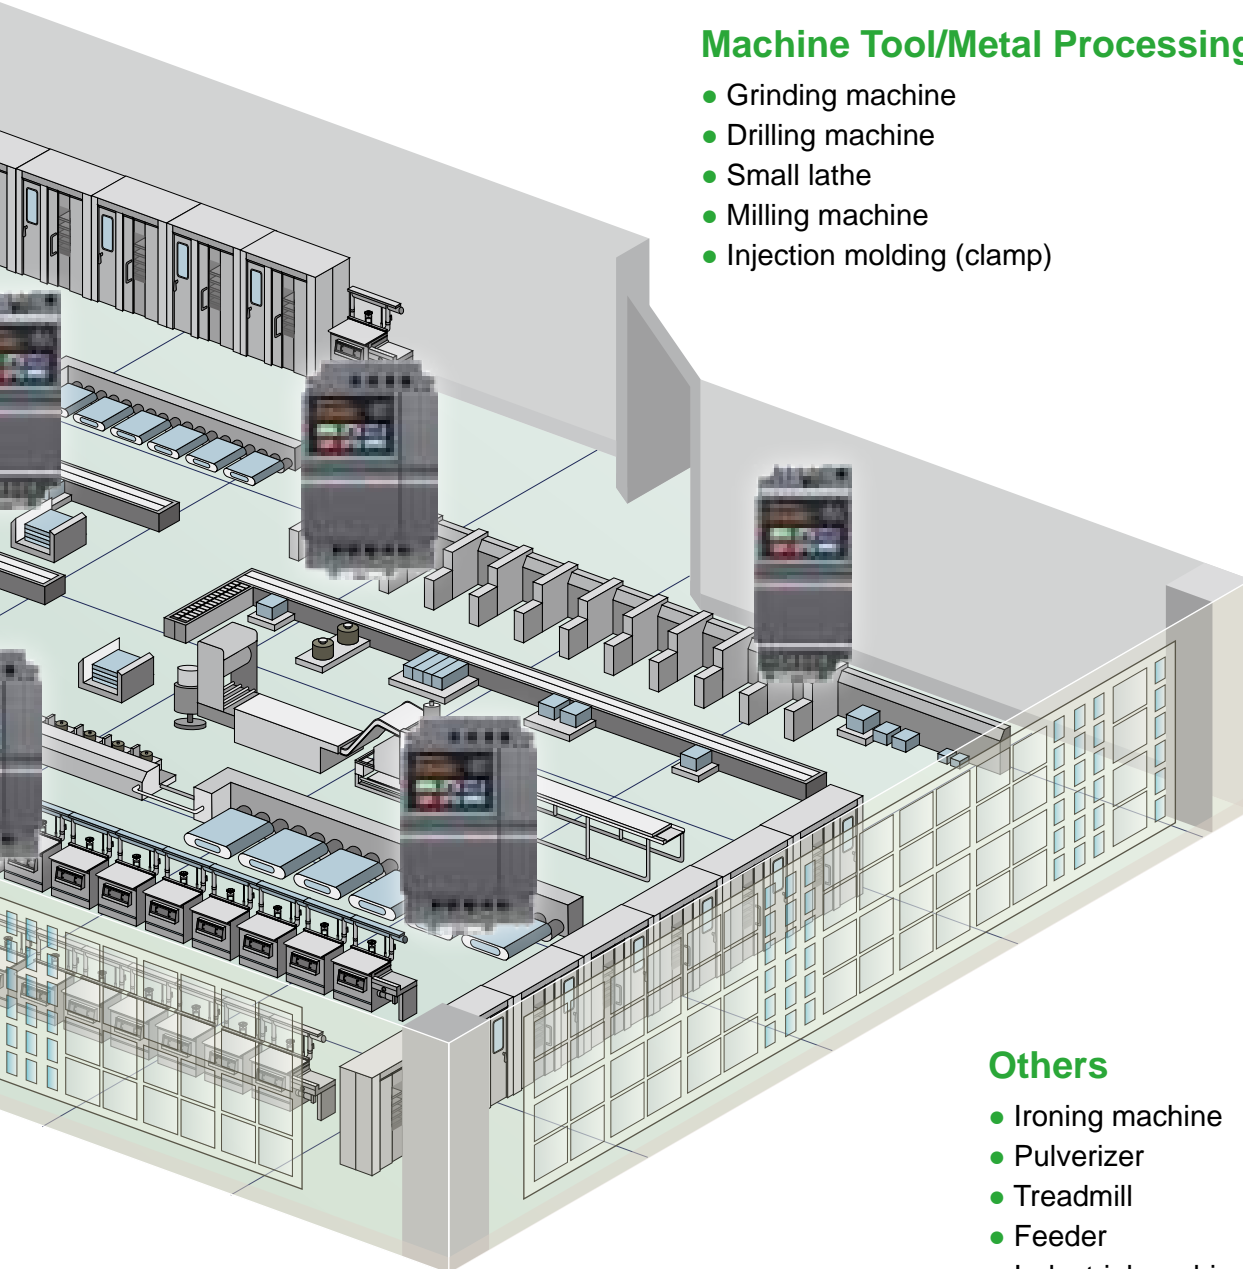 Machine Tool/Metal Processing
● Grinding machine
● Drilling machine
● Small lathe
● Milling machine
● Injection molding (clamp)
Others
● Ironing machine
● Pulverizer
● Treadmill
● Feeder